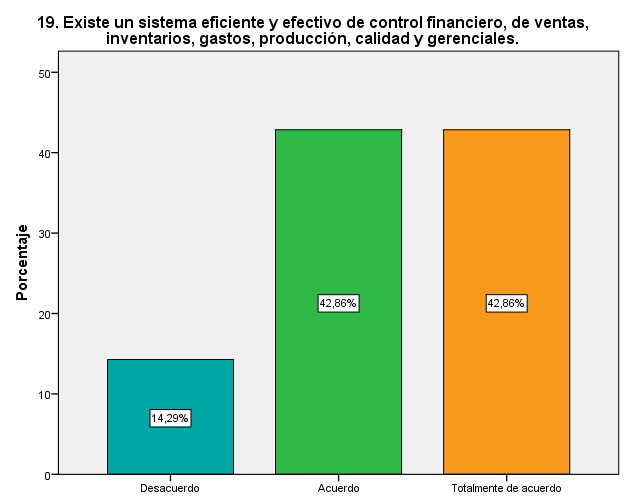 19. Existe un sistema eficiente y efectivo de control financiero, de ventas,
inventarios, gastos, producción, calidad y gerenciales.
Porcentaje
50
40
30
20
10
0
14,29%
42,86%
42,86%
Desacuerdo
Acuerdo
Totalmente de acuerdo